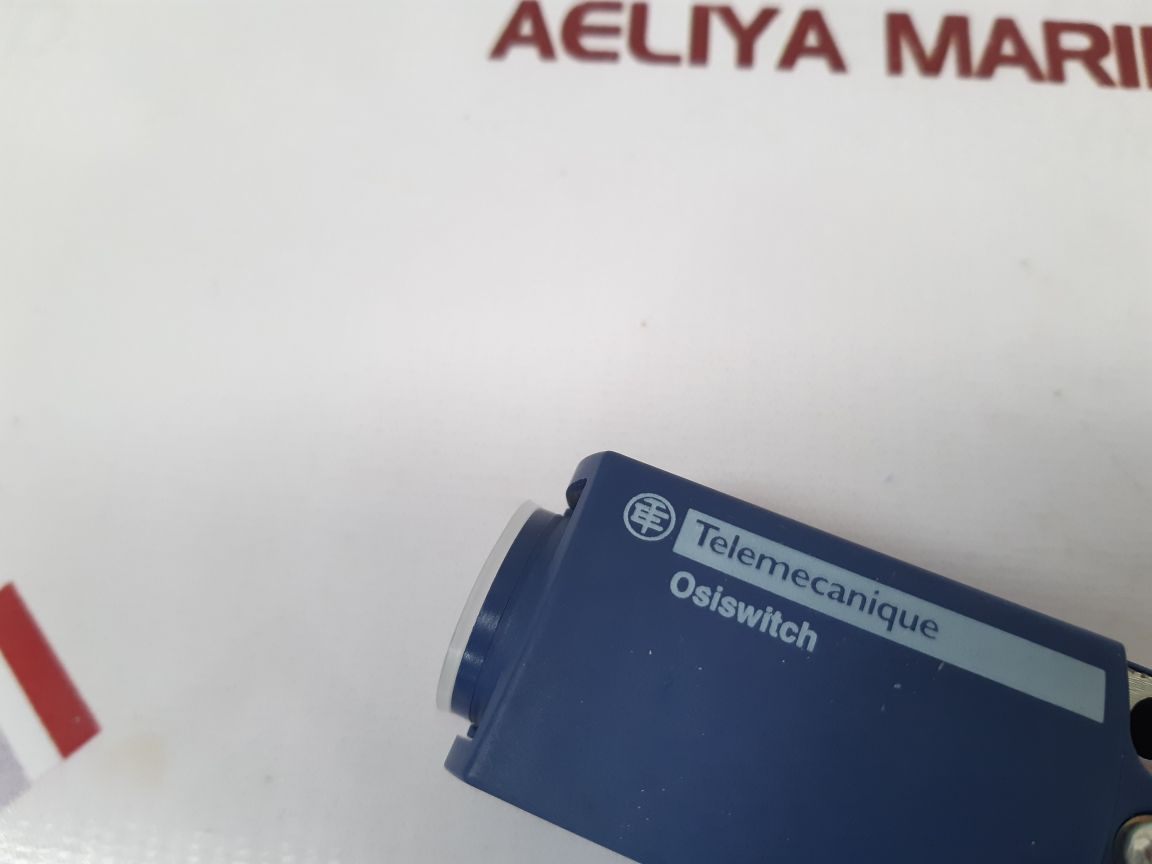 AELIYA MARI
Telemecanique
Osiswitch